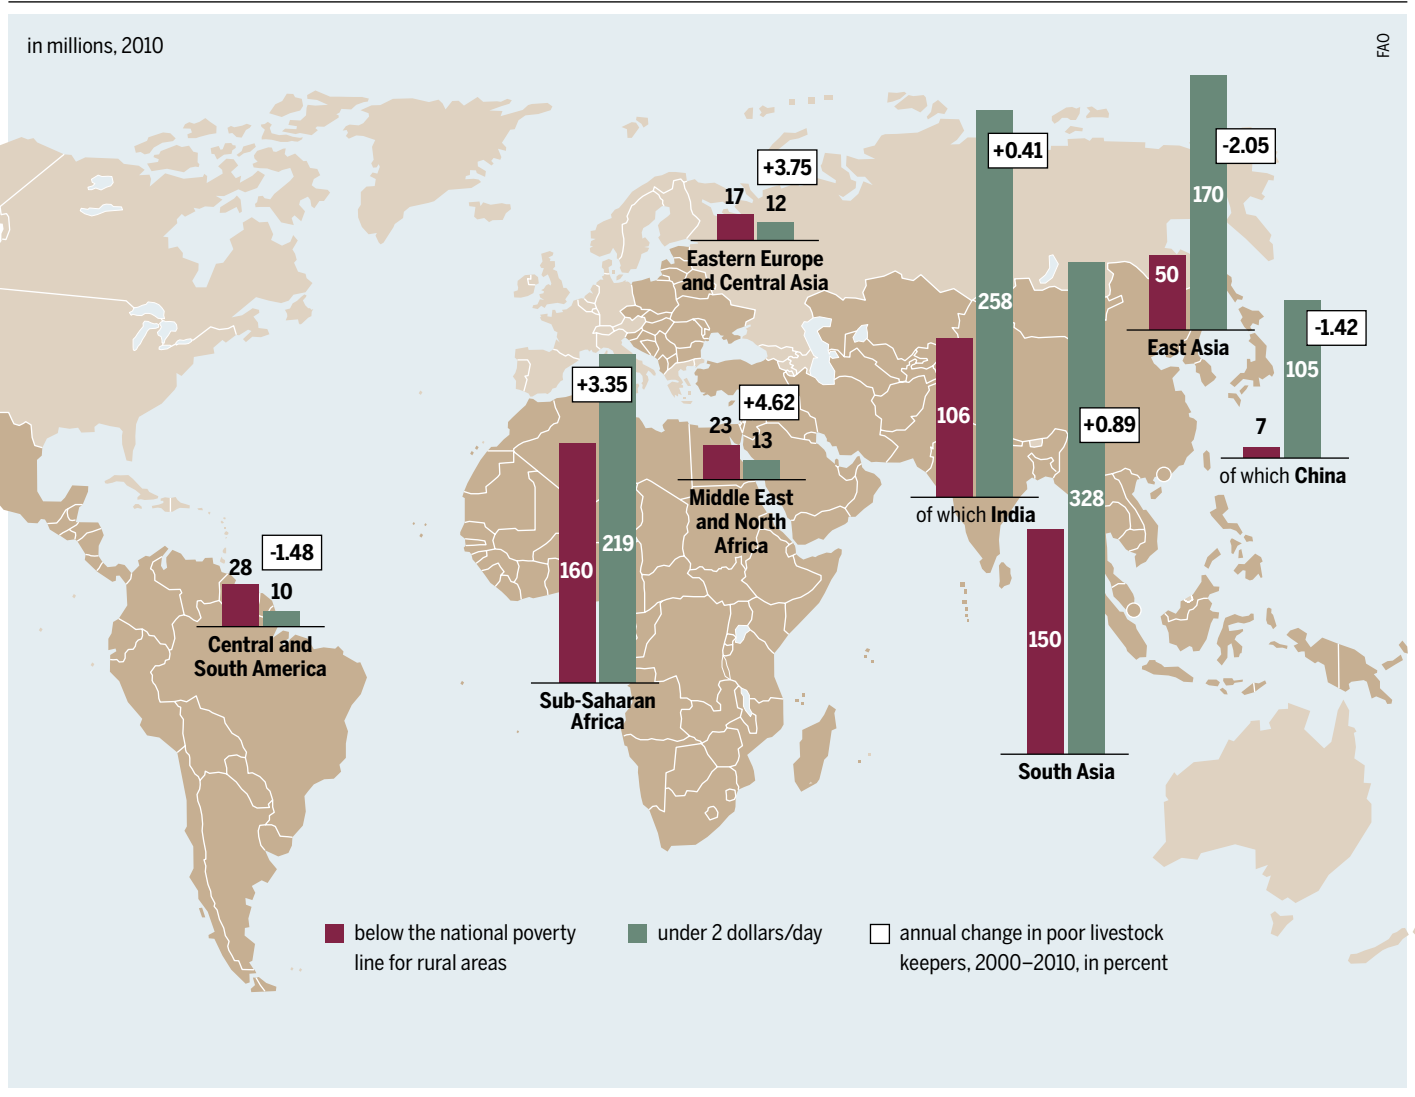 in millions, 2010
FAO
-2.05
170
50
East Asia
+0.41
258
106
of which India
+3.75
17
12
Eastern Europe
and Central Asia
-1.42
105
7
of which China
+3.35
219
160
Sub-Saharan
Africa
+4.62
23
13
Middle East
and North
Africa
+0.89
328
150
South Asia
-1.48
28
10
Central and
South America
below the national poverty
line for rural areas
under 2 dollars/day
annual change in poor livestock
keepers, 2000–2010, in percent